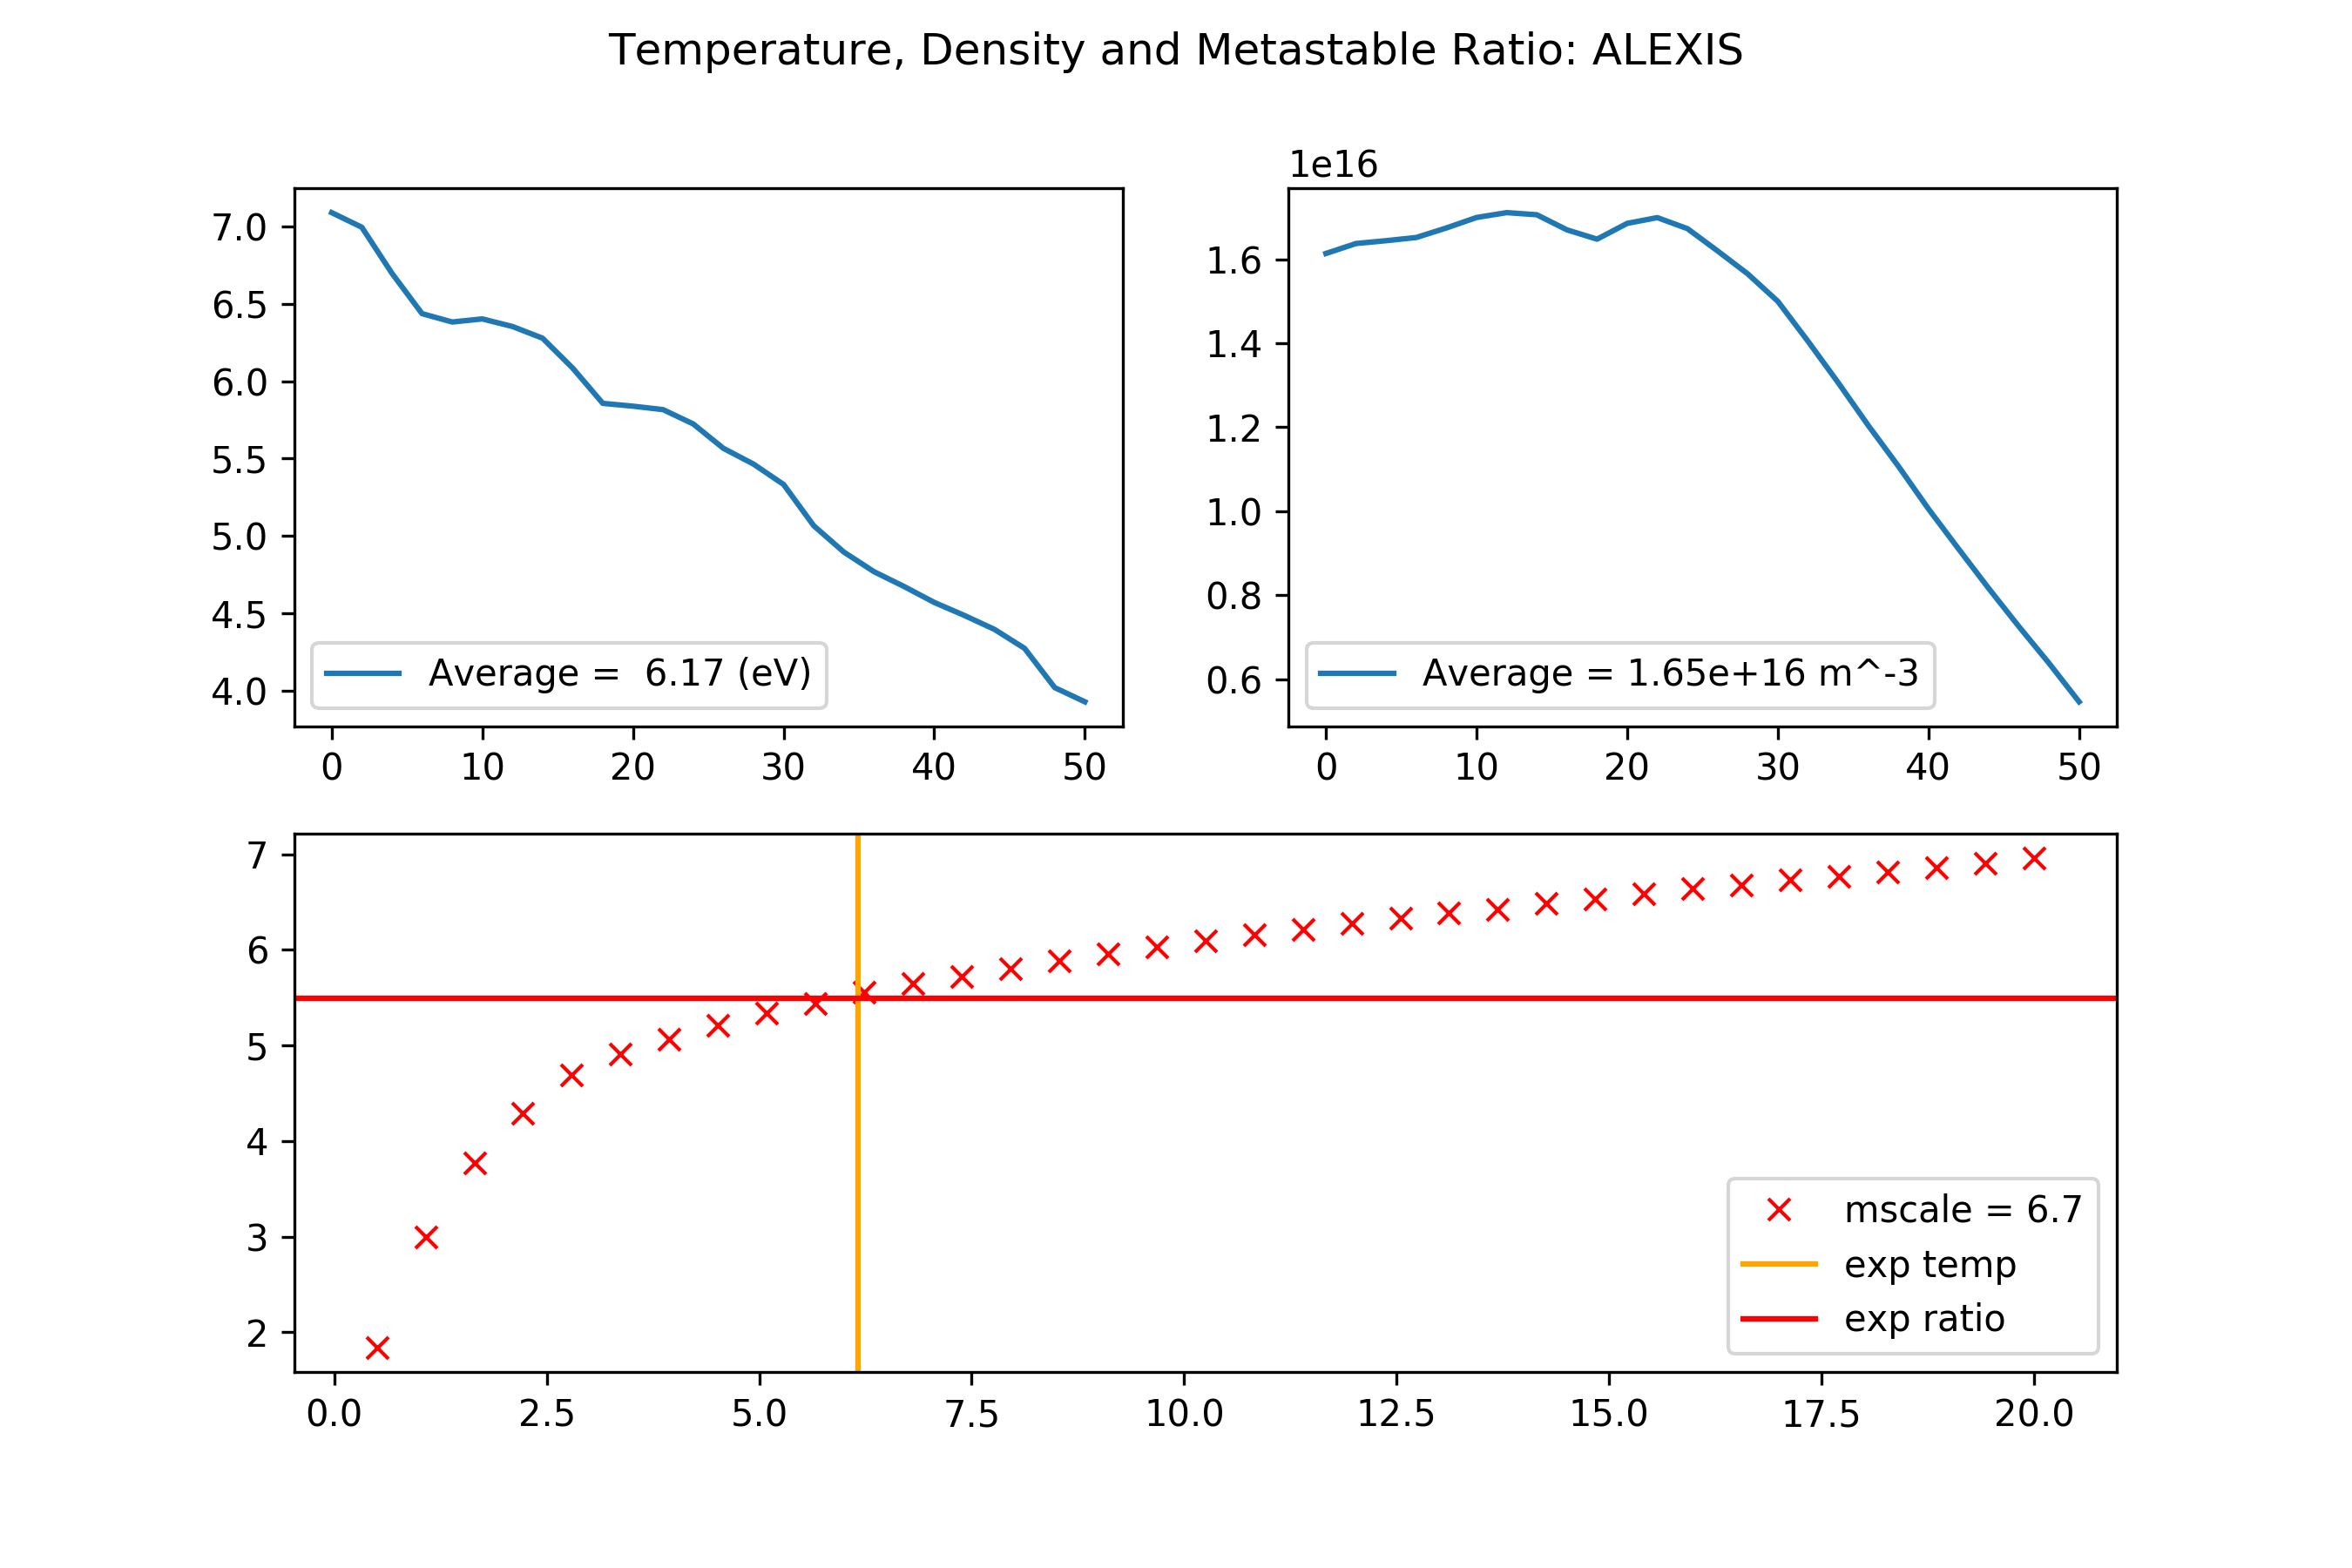 Temperature, Density and Metastable Ratio: ALEXIS
7.0
6.5
6.0
5.5
5.0
4.5
4.0
Average =  6.17 (eV)
0 10 20 30 40 50
1e16
1.6
1.4
1.2
1.0
0.8
0.6
Average = 1.65e+16 m^-3
0 10 20 30 40 50
7
6
5
4
3
2
mscale = 6.7
exp temp
exp ratio
0.0 2.5 5.0 7.5 10.0 12.5 15.0 17.5 20.0